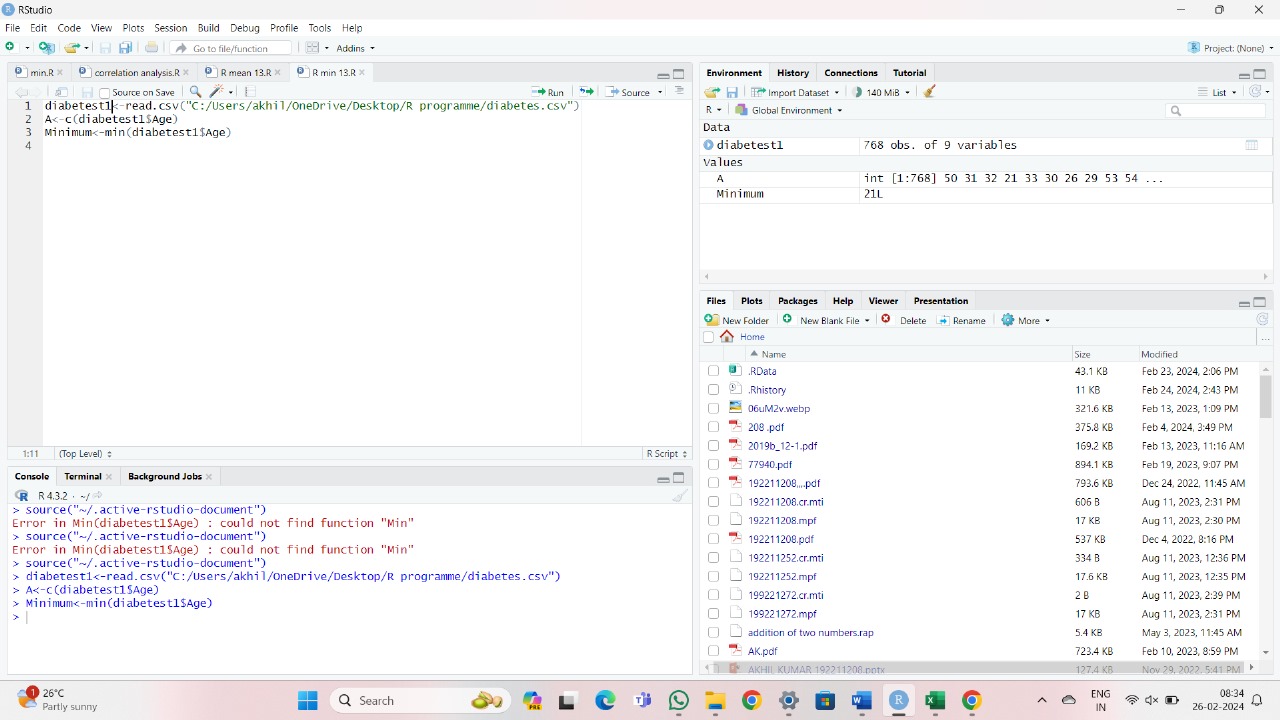 RStudio
File Edit Code View Plots Session Build Debug Profile Tools Help
Go to file/function Addins Project: (None)
min.R correlation analysis.R R mean 13.R R min 13.R
Source on Save Run Source
1 diabetest1<-read.csv("C:/Users/akhil/OneDrive/Desktop/R programme/diabetes.csv")
2 A<-c(diabetest1$Age)
3 Minimum<-min(diabetest1$Age)
4
1:11 (Top Level) R Script
Console Terminal Background Jobs
R 4.3.2 · ~/
> source("~/.active-rstudio-document")
Error in Min(diabetest1$Age) : could not find function "Min"
> source("~/.active-rstudio-document")
Error in Min(diabetest1$Age) : could not find function "Min"
> source("~/.active-rstudio-document")
> diabetest1<-read.csv("C:/Users/akhil/OneDrive/Desktop/R programme/diabetes.csv")
> A<-c(diabetest1$Age)
> Minimum<-min(diabetest1$Age)
>
Environment History Connections Tutorial
Import Dataset 140 MiB List
R Global Environment
Data
diabetest1 768 obs. of 9 variables
Values
A int [1:768] 50 31 32 21 33 30 26 29 53 54 ...
Minimum 21L
Files Plots Packages Help Viewer Presentation
New Folder New Blank File Delete Rename More
Home
Name Size Modified
.RData 43.1 KB Feb 23, 2024, 2:06 PM
.Rhistory 11 KB Feb 24, 2024, 2:43 PM
06uM2v.webp 321.6 KB Feb 13, 2023, 1:09 PM
208 .pdf 375.8 KB Feb 4, 2024, 3:49 PM
2019b_12-1.pdf 169.2 KB Feb 12, 2023, 11:16 AM
77940.pdf 894.1 KB Feb 19, 2023, 9:07 PM
192211208,,,.pdf 793.6 KB Dec 24, 2022, 11:45 AM
192211208.cr.mti 606 B Aug 11, 2023, 2:31 PM
192211208.mpf 17 KB Aug 11, 2023, 2:30 PM
192211208.pdf 537 KB Dec 4, 2022, 8:16 PM
192211252.cr.mti 334 B Aug 11, 2023, 12:36 PM
192211252.mpf 17.6 KB Aug 11, 2023, 12:35 PM
199221272.cr.mti 2 B Aug 11, 2023, 2:39 PM
199221272.mpf 17 KB Aug 11, 2023, 2:31 PM
addition of two numbers.rap 5.4 KB May 3, 2023, 11:45 AM
AK.pdf 723.4 KB Feb 10, 2023, 8:59 PM
AKHIL KUMAR 192211208.pptx 127.4 KB Nov 29, 2022, 5:41 PM
1 26°C
Partly sunny
Search
ENG
IN
08:34
26-02-2024